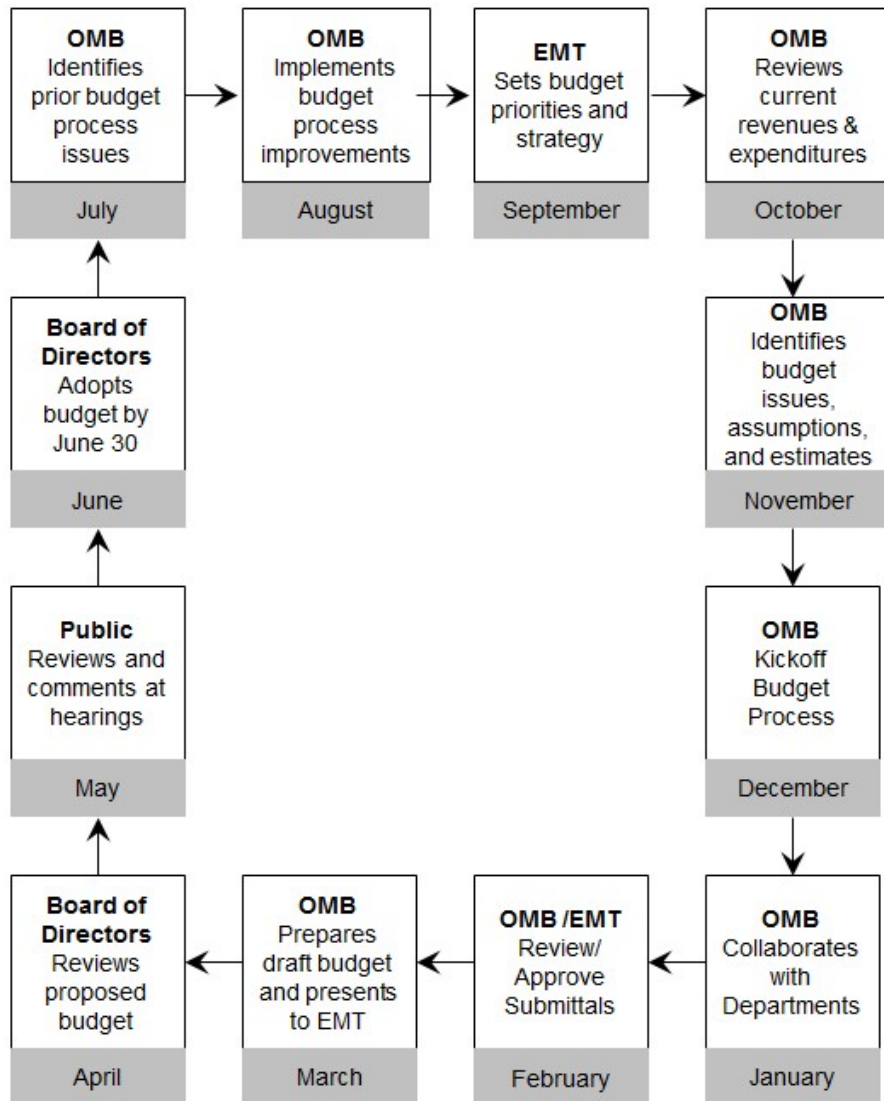 OMB
Identifies
prior budget
process
issues
July
OMB
Implements
budget
process
improvements
August
EMT
Sets budget
priorities and
strategy
September
OMB
Reviews
current
revenues &
expenditures
October
OMB
Identifies
budget
issues,
assumptions,
and estimates
November
OMB
Kickoff
Budget
Process
December
OMB
Collaborates
with
Departments
January
OMB /EMT
Review/
Approve
Submittals
February
OMB
Prepares
draft budget
and presents
to EMT
March
Board of
Directors
Reviews
proposed
budget
April
Public
Reviews and
comments at
hearings
May
Board of
Directors
Adopts
budget by
June 30
June